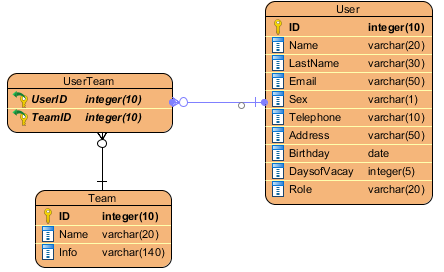 User
ID integer(10)
Name varchar(20)
LastName varchar(30)
Email varchar(50)
Sex varchar(1)
Telephone varchar(10)
Address varchar(50)
Birthday date
DaysofVacay integer(5)
Role varchar(20)
UserTeam
UserID integer(10)
TeamID integer(10)
Team
ID integer(10)
Name varchar(20)
Info varchar(140)